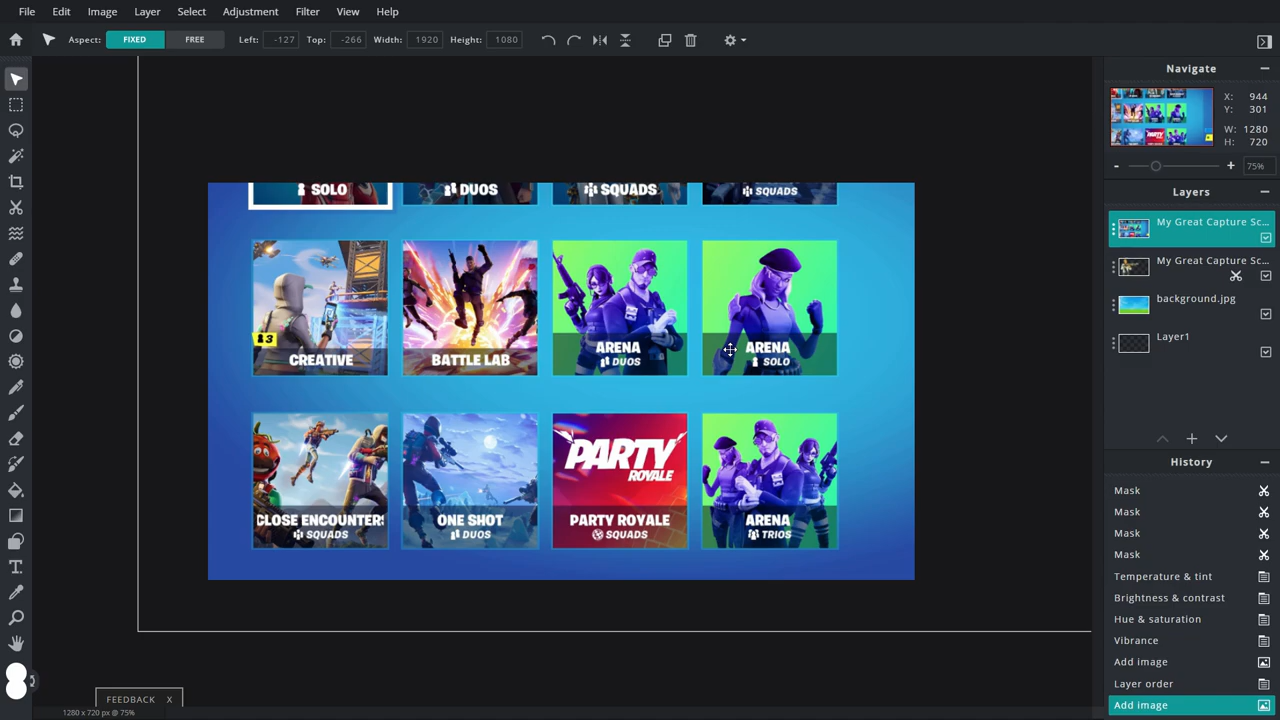 File Edit Image Layer Select Adjustment Filter View Help
Aspect: FIXED FREE Left: -127 Top: -266 Width: 1920 Height: 1080
Navigate
X: 944
Y: 301
W: 1280
H: 720
- + 75%
Layers
My Great Capture Sc...
My Great Capture Sc...
background.jpg
Layer1
History
Mask
Mask
Mask
Mask
Temperature & tint
Brightness & contrast
Hue & saturation
Vibrance
Add image
Layer order
Add image
SOLO DUOS SQUADS SQUADS
3
CREATIVE BATTLE LAB ARENA ARENA
DUOS SOLO
PARTY
ROYALE
CLOSE ENCOUNTERS ONE SHOT PARTY ROYALE ARENA
SQUADS DUOS SQUADS TRIOS
FEEDBACK X
1280 x 720 px @ 75%